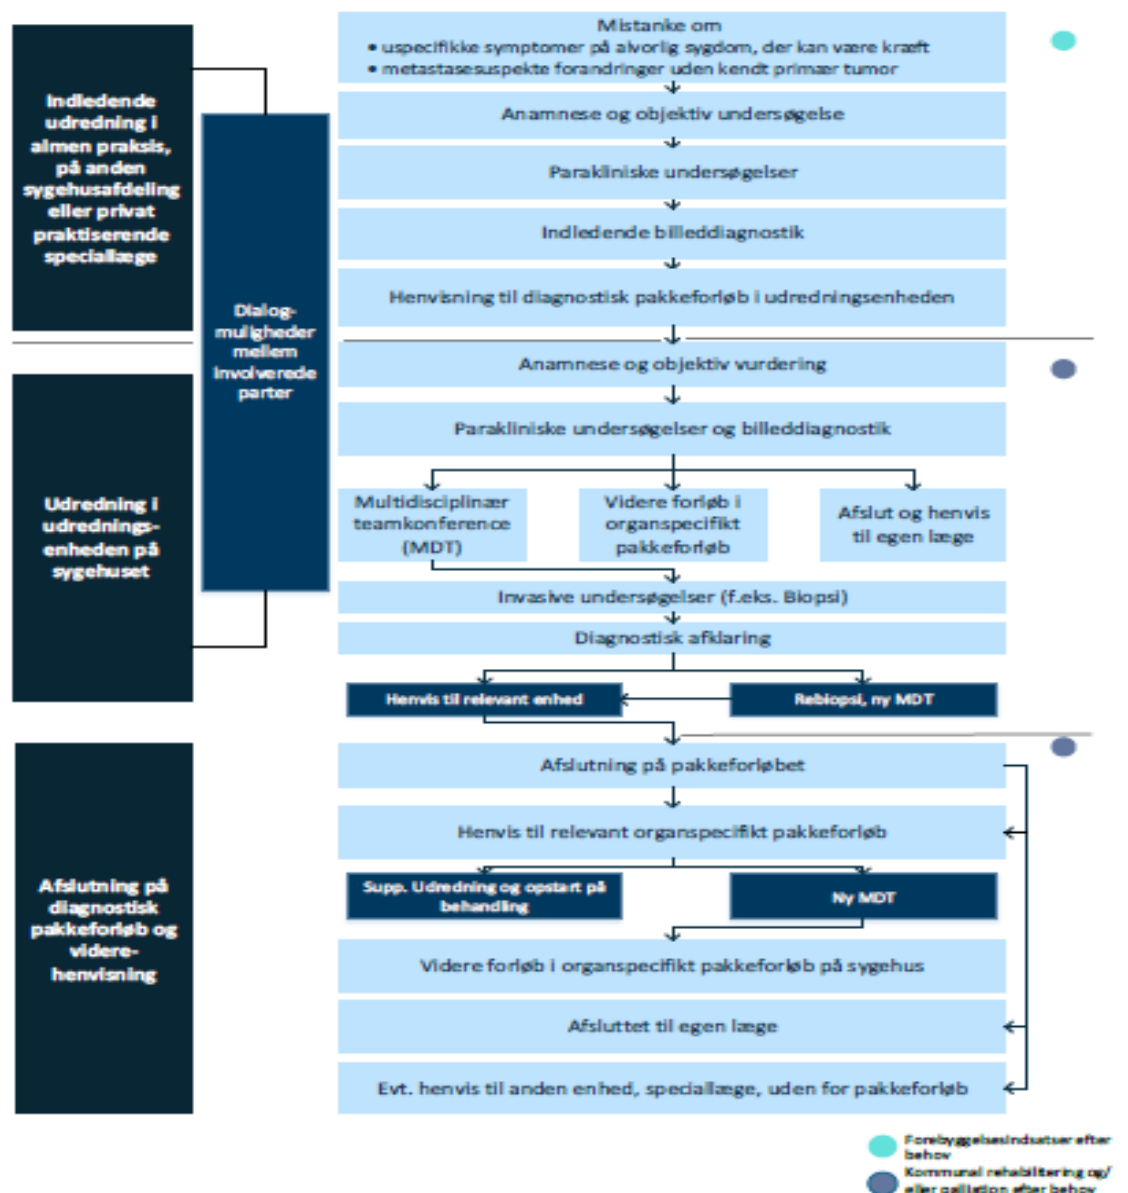 Indledende
udredning i
almen praksis,
på anden
sygehusafdeling
eller privat
praktiserende
speciallæge
Dialog-
muligheder
mellem
involverede
parter
Mistanke om
• uspecifikke symptomer på alvorlig sygdom, der kan være kræft
• metastasesuspekte forandringer uden kendt primær tumor
Anamnese og objektiv undersøgelse
Parakliniske undersøgelser
Indledende billeddiagnostik
Henvisning til diagnostisk pakkeforløb i udredningsenheden
Udredning i
udrednings-
enheden på
sygehuset
Anamnese og objektiv vurdering
Parakliniske undersøgelser og billeddiagnostik
Multidisciplinær
teamkonference
(MDT)
Videre forløb i
organspecifikt
pakkeforløb
Afslut og henvis
til egen læge
Invasive undersøgelser (f.eks. Biopsi)
Diagnostisk afklaring
Henvis til relevant enhed
Rebiopsi, ny MDT
Afslutning på
diagnostisk
pakkeforløb og
videre-
henvisning
Afslutning på pakkeforløbet
Henvis til relevant organspecifikt pakkeforløb
Supp. Udredning og opstart på
behandling
Ny MDT
Videre forløb i organspecifikt pakkeforløb på sygehus
Afsluttet til egen læge
Evt. henvis til anden enhed, speciallæge, uden for pakkeforløb
Forebyggelsesindsatser efter
behov
Kommunal rehabilitering og/
eller palliation efter behov